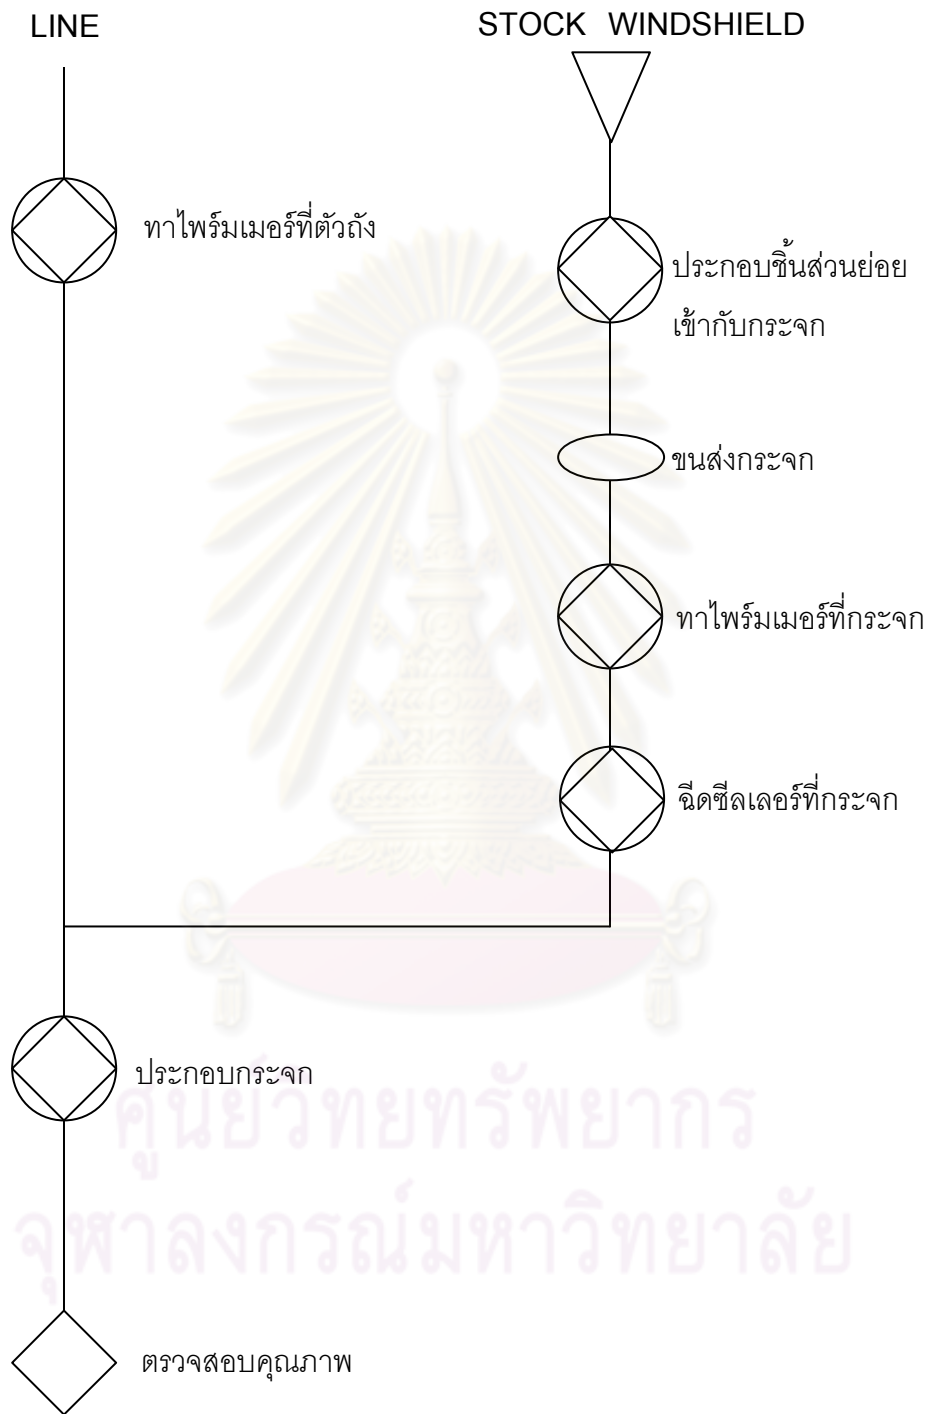 LINE
STOCK WINDSHIELD
ทาไพร์มเมอร์ที่ตัวถัง
ประกอบชิ้นส่วนย่อย
เข้ากับกระจก
ขนส่งกระจก
ทาไพร์มเมอร์ที่กระจก
ฉีดซีลเลอร์ที่กระจก
ประกอบกระจก
ศูนย์วิทยทรัพยากร
จุฬาลงกรณ์มหาวิทยาลัย
ตรวจสอบคุณภาพ